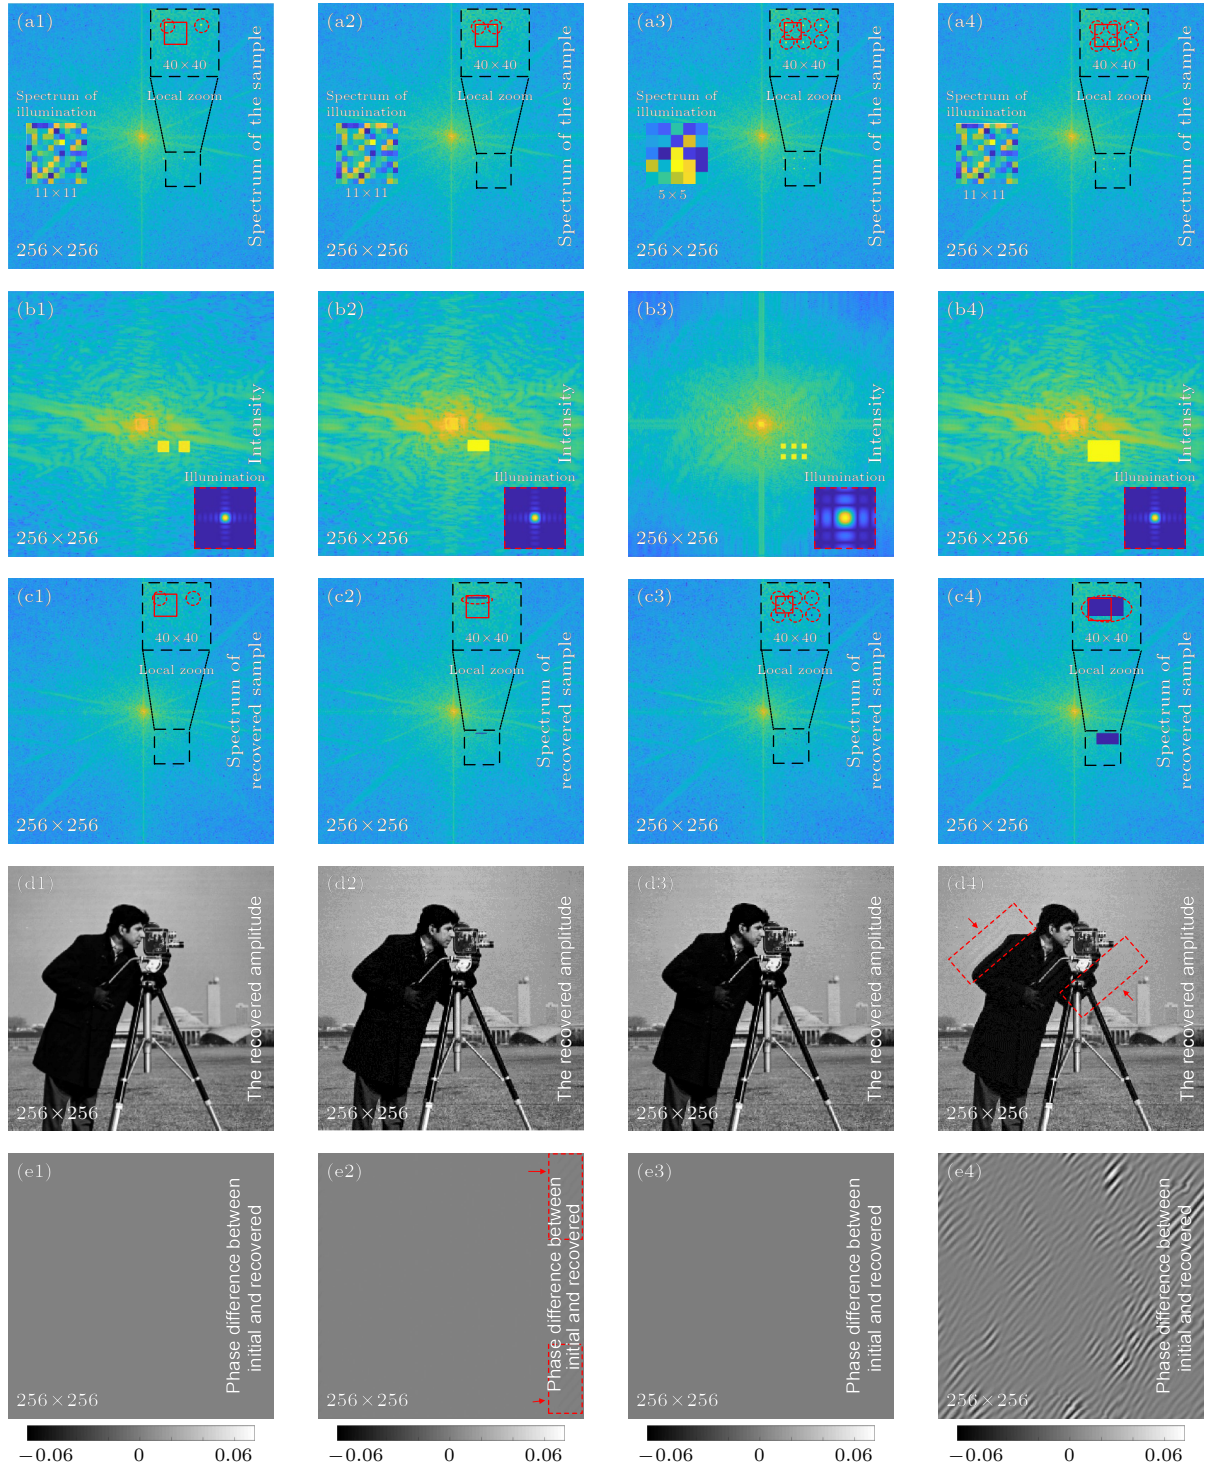 (a1)
40×40
Local zoom
Spectrum of
illumination
11×11
256×256
Spectrum of the sample
(a2)
40×40
Local zoom
Spectrum of
illumination
11×11
256×256
Spectrum of the sample
(a3)
40×40
Local zoom
Spectrum of
illumination
5×5
256×256
Spectrum of the sample
(a4)
40×40
Local zoom
Spectrum of
illumination
11×11
256×256
Spectrum of the sample
(b1)
Intensity
Illumination
256×256
(b2)
Intensity
Illumination
256×256
(b3)
Intensity
Illumination
256×256
(b4)
Intensity
Illumination
256×256
(c1)
40×40
Local zoom
Spectrum of
recovered sample
256×256
(c2)
40×40
Local zoom
Spectrum of
recovered sample
256×256
(c3)
40×40
Local zoom
Spectrum of
recovered sample
256×256
(c4)
40×40
Local zoom
Spectrum of
recovered sample
256×256
(d1)
The recovered amplitude
256×256
(d2)
The recovered amplitude
256×256
(d3)
The recovered amplitude
256×256
(d4)
The recovered amplitude
256×256
(e1)
Phase difference between
initial and recovered
256×256
(e2)
Phase difference between
initial and recovered
256×256
(e3)
Phase difference between
initial and recovered
256×256
(e4)
Phase difference between
initial and recovered
256×256
−0.06 0 0.06
−0.06 0 0.06
−0.06 0 0.06
−0.06 0 0.06